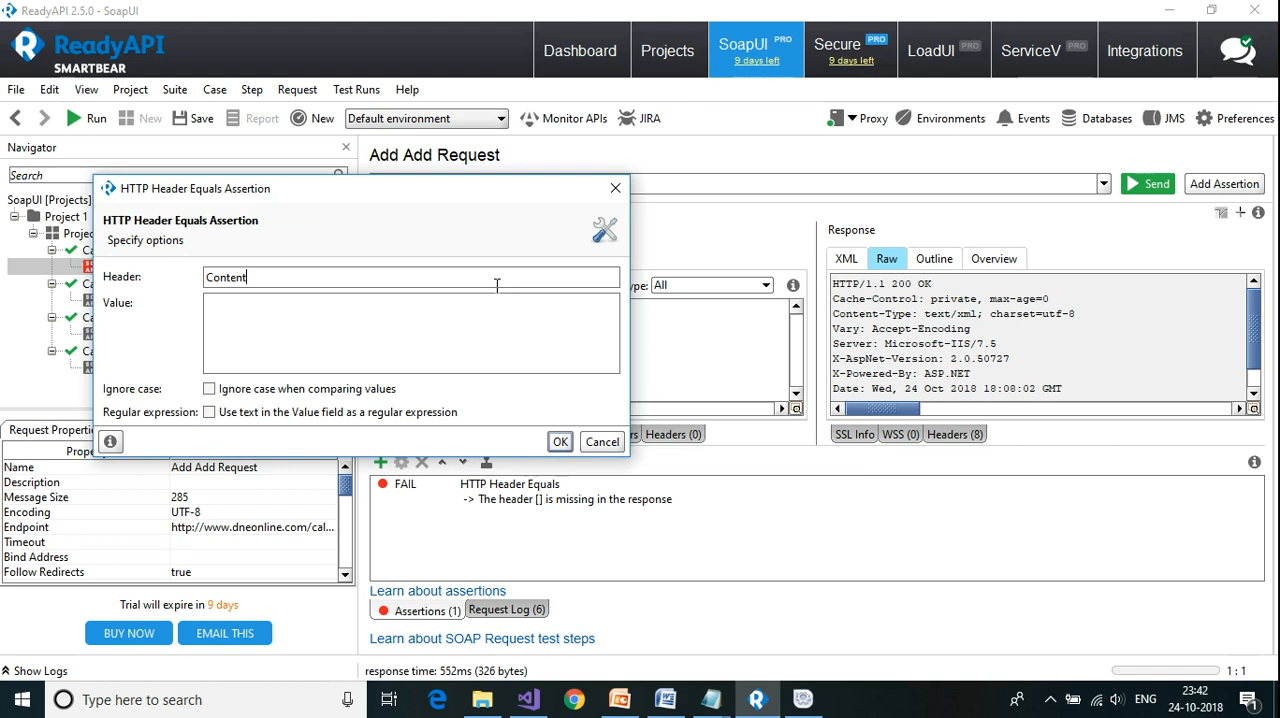 ReadyAPI 2.5.0 - SoapUI
ReadyAPI
SMARTBEAR
Dashboard
Projects
SoapUI PRO
9 days left
Secure PRO
9 days left
LoadUI PRO
ServiceV PRO
Integrations
File Edit View Project Suite Case Step Request Test Runs Help
Run New Save Report New Default environment Monitor APIs JIRA Proxy Environments Events Databases JMS Preferences
Navigator
Search
SoapUI [Projects]
Project 1
Projec
Ca
Ca
Ca
Ca
Add Add Request
Send Add Assertion
HTTP Header Equals Assertion
HTTP Header Equals Assertion
Specify options
Header: Content
Value:
Ignore case: Ignore case when comparing values
Regular expression: Use text in the Value field as a regular expression
OK Cancel
ype: All
Response
XML Raw Outline Overview
HTTP/1.1 200 OK
Cache-Control: private, max-age=0
Content-Type: text/xml; charset=utf-8
Vary: Accept-Encoding
Server: Microsoft-IIS/7.5
X-AspNet-Version: 2.0.50727
X-Powered-By: ASP.NET
Date: Wed, 24 Oct 2018 18:08:02 GMT
rs Headers (0)
SSL Info WSS (0) Headers (8)
Request Properti
Prope
Name Add Add Request
Description
Message Size 285
Encoding UTF-8
Endpoint http://www.dneonline.com/cal...
Timeout
Bind Address
Follow Redirects true
FAIL HTTP Header Equals
-> The header [] is missing in the response
Learn about assertions
Assertions (1) Request Log (6)
Learn about SOAP Request test steps
Trial will expire in 9 days
BUY NOW EMAIL THIS
Show Logs
response time: 552ms (326 bytes)
1 : 1
Type here to search
ENG
23:42
24-10-2018
1